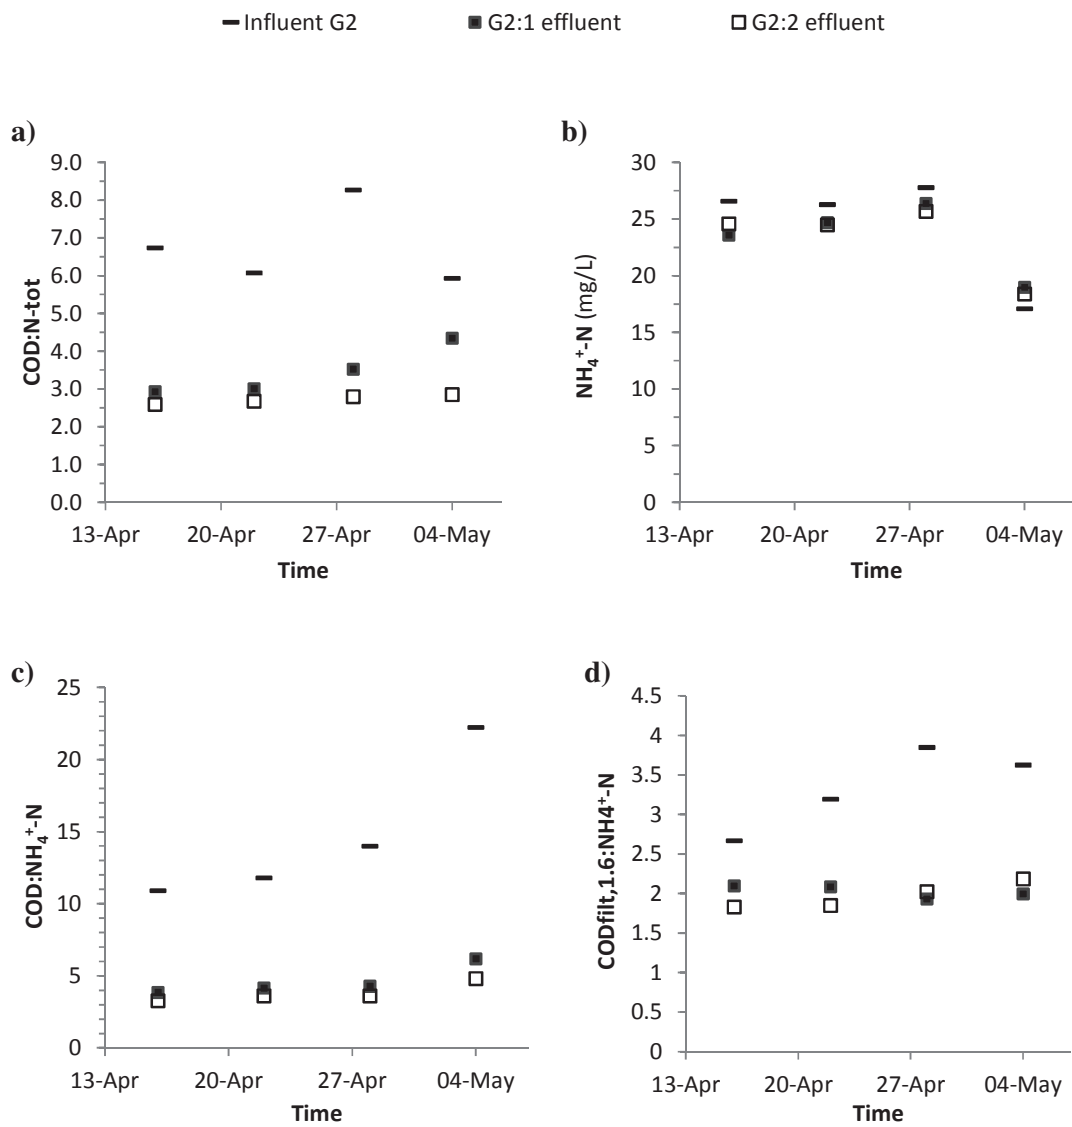 Influent G2 G2:1 effluent G2:2 effluent
a)
9.0
8.0
7.0
6.0
5.0
4.0
3.0
2.0
1.0
0.0
COD:N-tot
13-Apr 20-Apr 27-Apr 04-May
Time
b)
30
25
20
15
10
5
0
NH₄⁺-N (mg/L)
13-Apr 20-Apr 27-Apr 04-May
Time
c)
25
20
15
10
5
0
COD:NH₄⁺-N
13-Apr 20-Apr 27-Apr 04-May
Time
d)
4.5
4
3.5
3
2.5
2
1.5
1
0.5
0
CODfilt,1.6:NH4⁺-N
13-Apr 20-Apr 27-Apr 04-May
Time